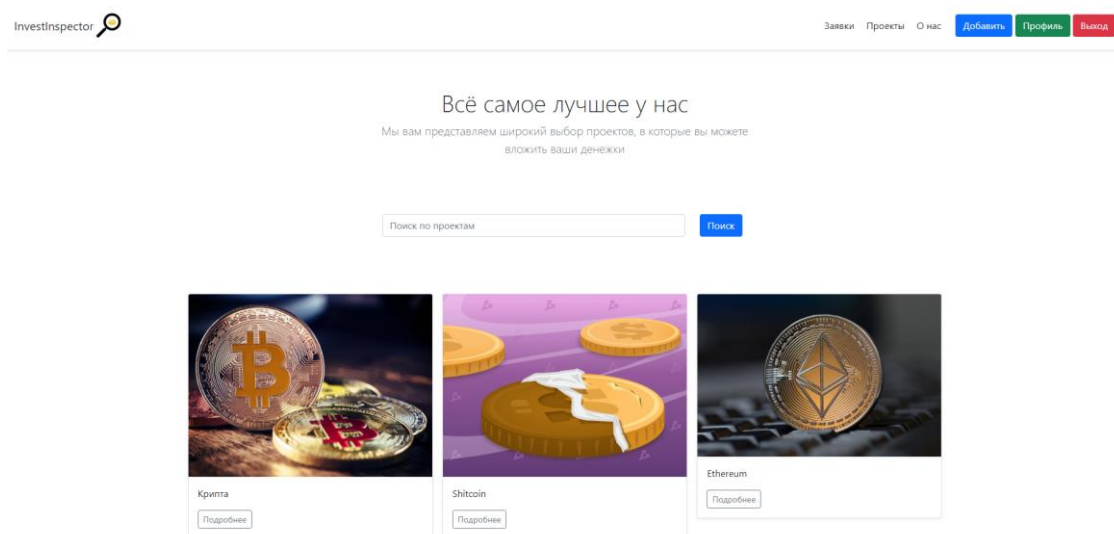 InvestInspector
Заявки Проекты О нас Добавить Профиль Выход
Всё самое лучшее у нас
Мы вам представляем широкий выбор проектов, в которые вы можете
вложить ваши денежки
Поиск по проектам Поиск
Крипта
Подробнее
Shitcoin
Подробнее
Ethereum
Подробнее